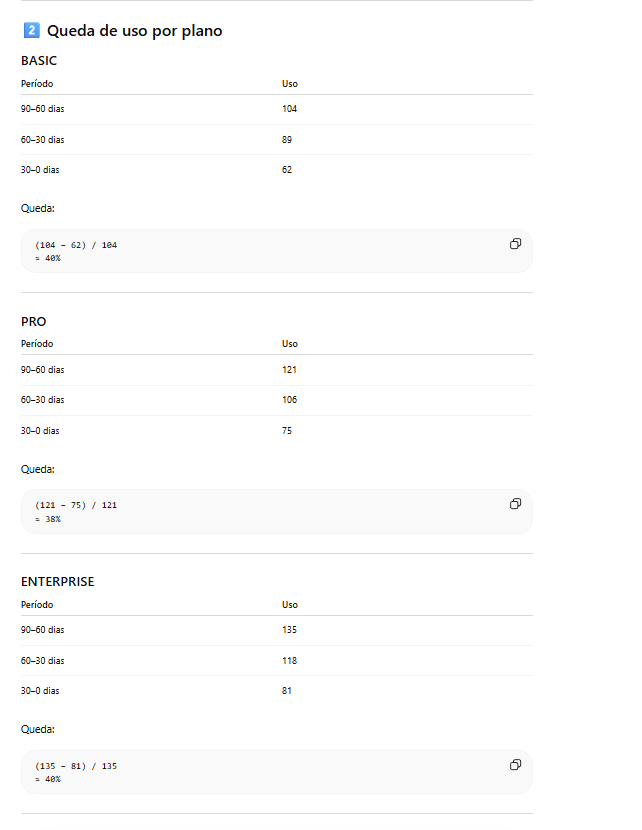 2 Queda de uso por plano
BASIC
Período Uso
90–60 dias 104
60–30 dias 89
30–0 dias 62
Queda:
(104 − 62) / 104
≈ 40%
PRO
Período Uso
90–60 dias 121
60–30 dias 106
30–0 dias 75
Queda:
(121 − 75) / 121
≈ 38%
ENTERPRISE
Período Uso
90–60 dias 135
60–30 dias 118
30–0 dias 81
Queda:
(135 − 81) / 135
≈ 40%